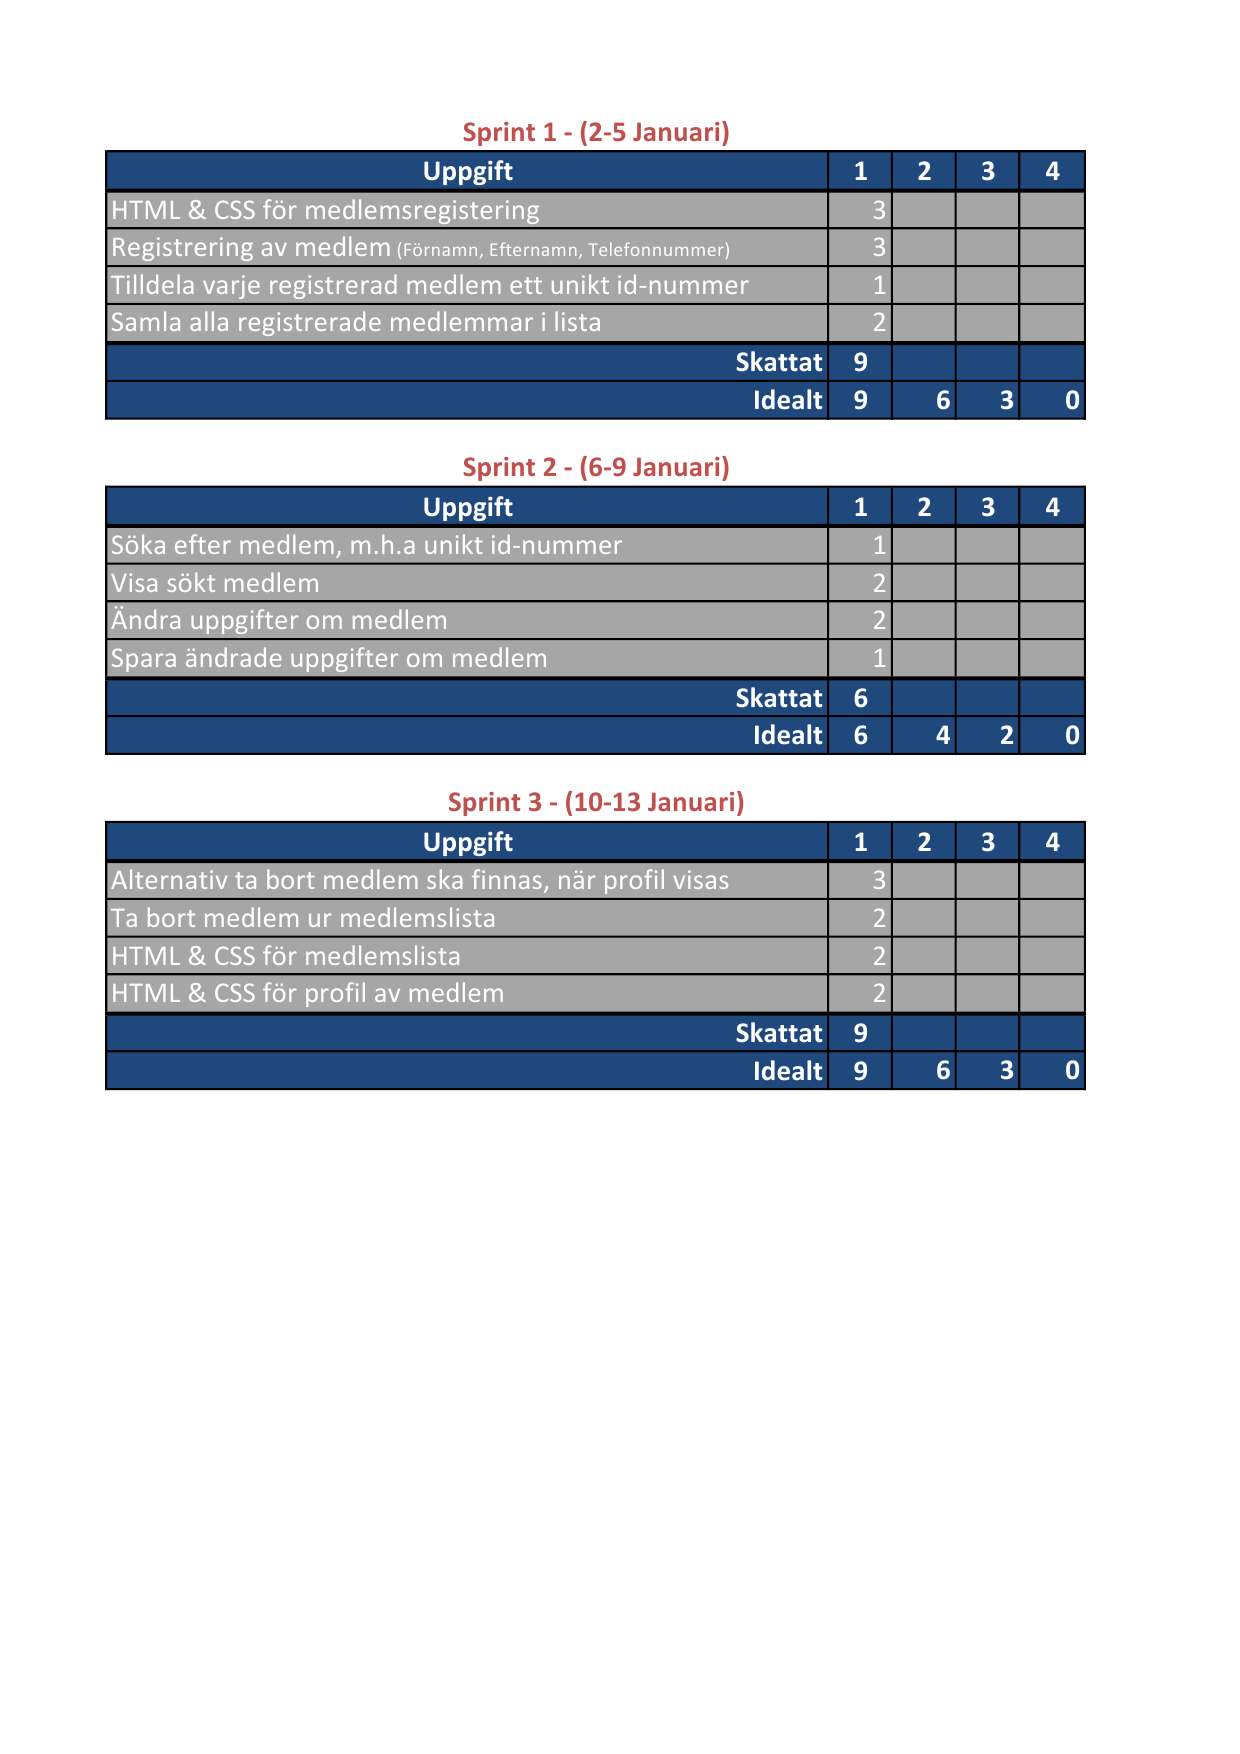 Sprint 1 - (2-5 Januari)
Uppgift 1 2 3 4
HTML & CSS för medlemsregistering 3
Registrering av medlem (Förnamn, Efternamn, Telefonnummer) 3
Tilldela varje registrerad medlem ett unikt id-nummer 1
Samla alla registrerade medlemmar i lista 2
Skattat 9
Idealt 9 6 3 0
Sprint 2 - (6-9 Januari)
Uppgift 1 2 3 4
Söka efter medlem, m.h.a unikt id-nummer 1
Visa sökt medlem 2
Ändra uppgifter om medlem 2
Spara ändrade uppgifter om medlem 1
Skattat 6
Idealt 6 4 2 0
Sprint 3 - (10-13 Januari)
Uppgift 1 2 3 4
Alternativ ta bort medlem ska finnas, när profil visas 3
Ta bort medlem ur medlemslista 2
HTML & CSS för medlemslista 2
HTML & CSS för profil av medlem 2
Skattat 9
Idealt 9 6 3 0